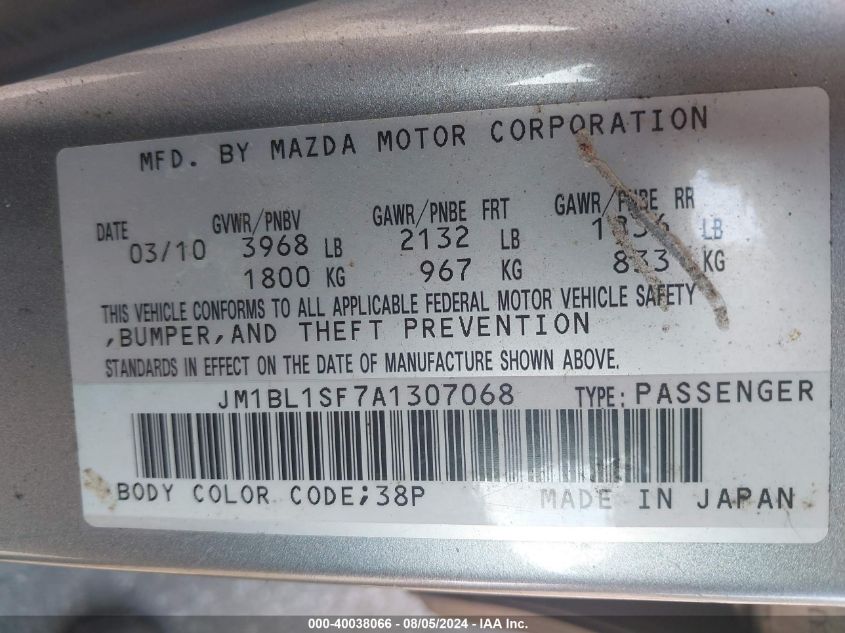 MFD. BY MAZDA MOTOR CORPORATION
DATE GVWR/PNBV GAWR/PNBE FRT GAWR/PNBE RR
03/10 3968 LB 2132 LB 1836 LB
1800 KG 967 KG 833 KG
THIS VEHICLE CONFORMS TO ALL APPLICABLE FEDERAL MOTOR VEHICLE SAFETY
,BUMPER,AND THEFT PREVENTION
STANDARDS IN EFFECT ON THE DATE OF MANUFACTURE SHOWN ABOVE.
JM1BL1SF7A1307068 TYPE: PASSENGER
BODY COLOR CODE;38P MADE IN JAPAN
000-40038066 - 08/05/2024 - IAA Inc.